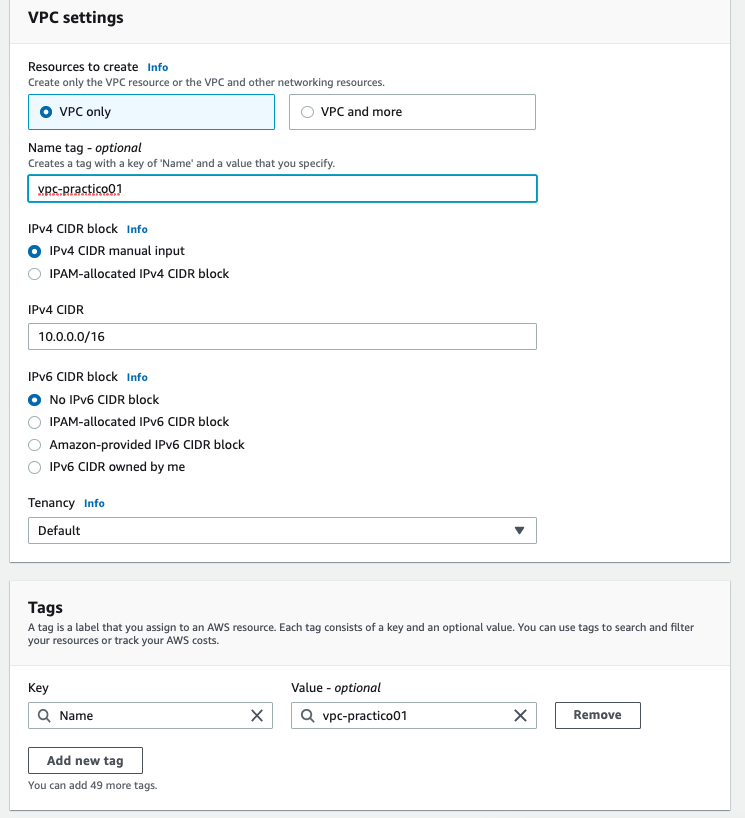 VPC settings
Resources to create Info
Create only the VPC resource or the VPC and other networking resources.
VPC only
VPC and more
Name tag - optional
Creates a tag with a key of 'Name' and a value that you specify.
vpc-practico01
IPv4 CIDR block Info
IPv4 CIDR manual input
IPAM-allocated IPv4 CIDR block
IPv4 CIDR
10.0.0.0/16
IPv6 CIDR block Info
No IPv6 CIDR block
IPAM-allocated IPv6 CIDR block
Amazon-provided IPv6 CIDR block
IPv6 CIDR owned by me
Tenancy Info
Default
Tags
A tag is a label that you assign to an AWS resource. Each tag consists of a key and an optional value. You can use tags to search and filter
your resources or track your AWS costs.
Key
Value - optional
Name
vpc-practico01
Remove
Add new tag
You can add 49 more tags.